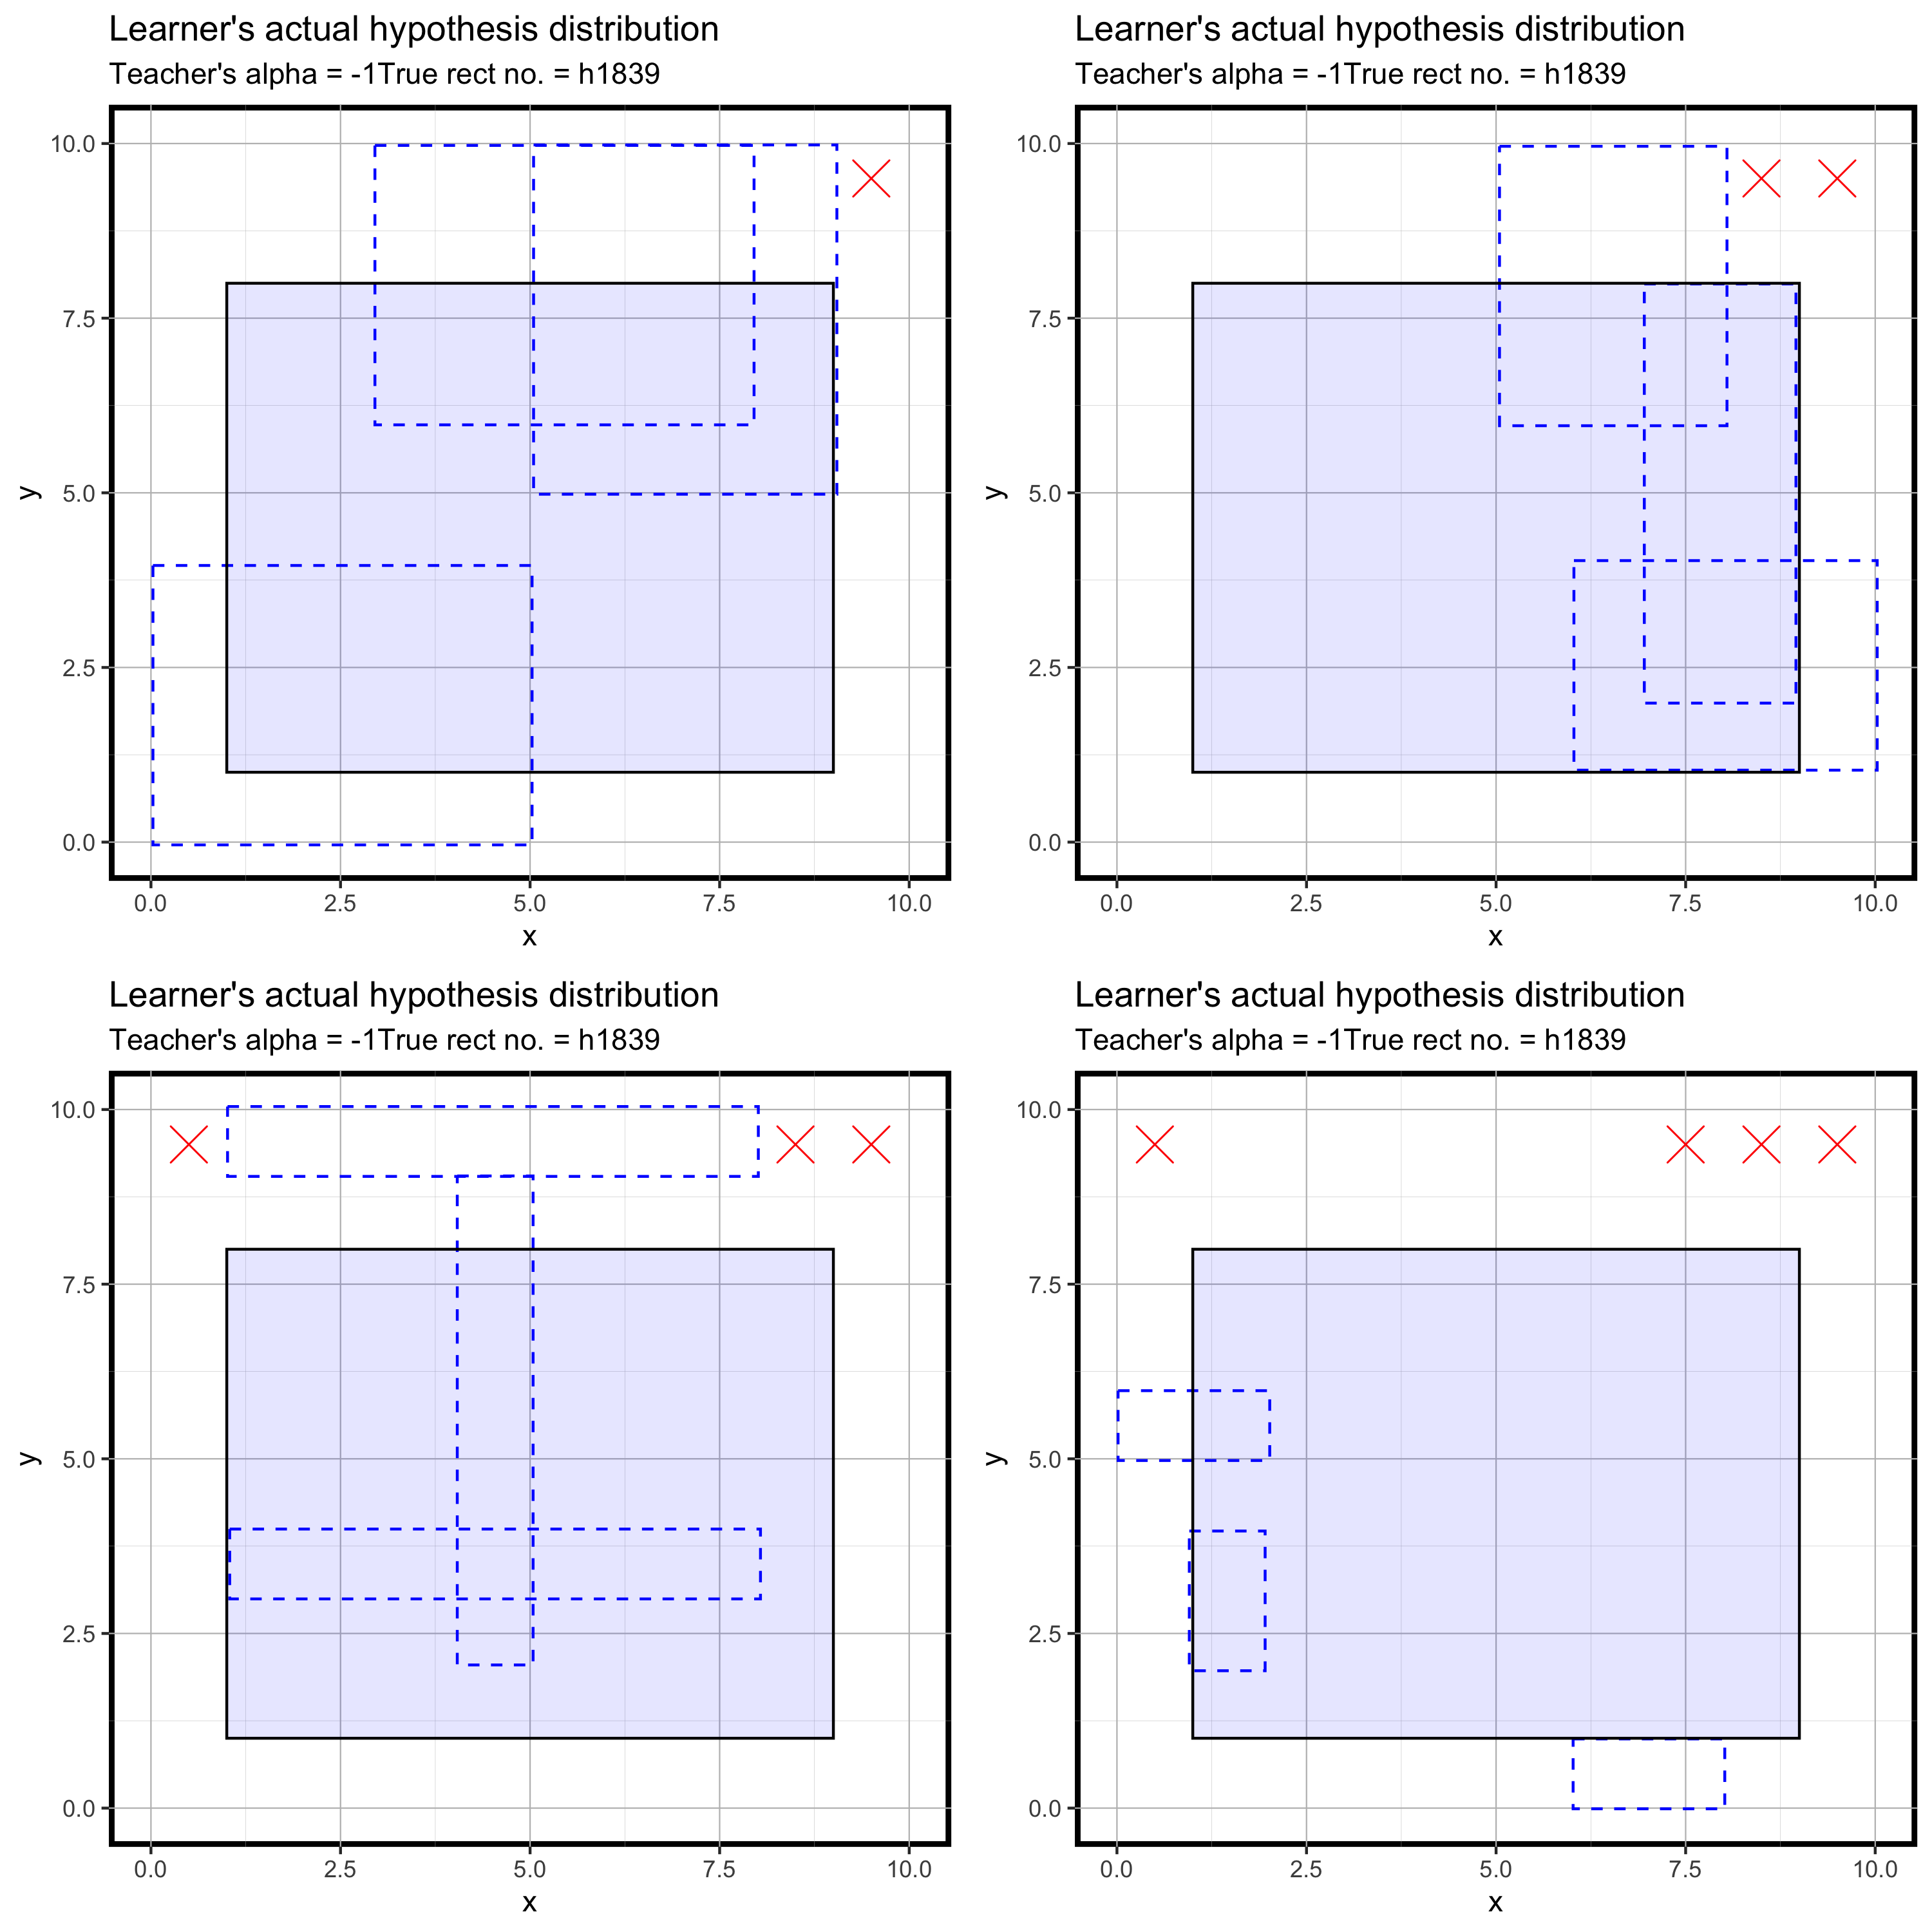 Learner's actual hypothesis distribution
Teacher's alpha = -1True rect no. = h1839
10.0
7.5
5.0
2.5
0.0
y
0.0 2.5 5.0 7.5 10.0
x
Learner's actual hypothesis distribution
Teacher's alpha = -1True rect no. = h1839
10.0
7.5
5.0
2.5
0.0
y
0.0 2.5 5.0 7.5 10.0
x
Learner's actual hypothesis distribution
Teacher's alpha = -1True rect no. = h1839
10.0
7.5
5.0
2.5
0.0
y
0.0 2.5 5.0 7.5 10.0
x
Learner's actual hypothesis distribution
Teacher's alpha = -1True rect no. = h1839
10.0
7.5
5.0
2.5
0.0
y
0.0 2.5 5.0 7.5 10.0
x